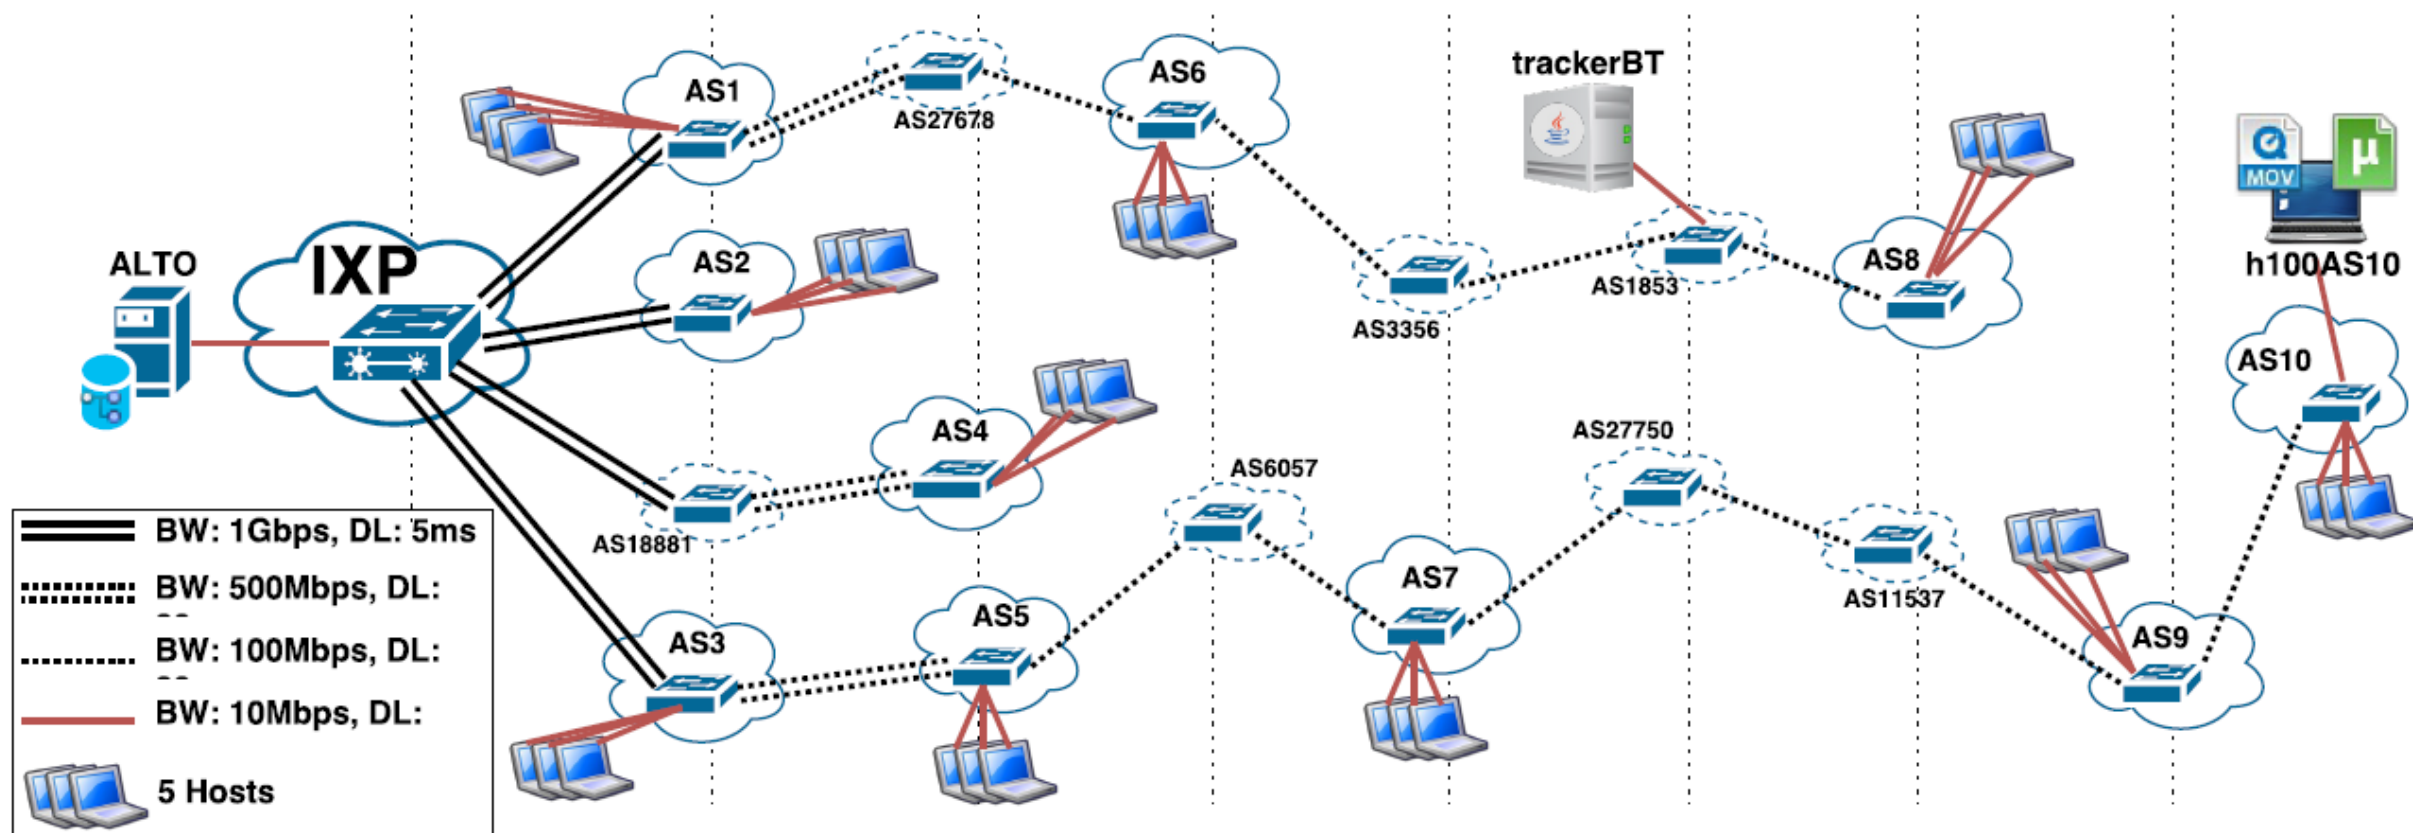 ALTO
IXP
AS1
AS27678
AS6
trackerBT
AS2
AS3356
AS1853
AS8
MOV
µ
h100AS10
AS10
AS18881
AS4
AS6057
AS27750
AS3
AS5
AS7
AS11537
AS9
BW: 1Gbps, DL: 5ms
BW: 500Mbps, DL:
BW: 100Mbps, DL:
BW: 10Mbps, DL:
5 Hosts